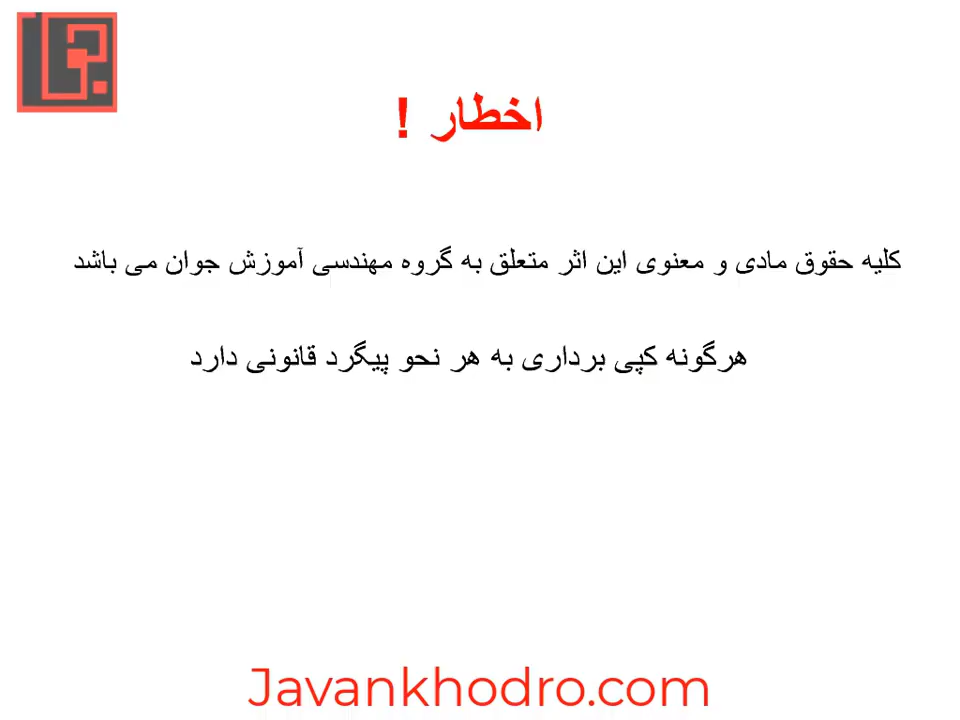 اخطار !
کلیه حقوق مادی و معنوی این اثر متعلق به گروه مهندسی آموزش جوان می باشد
هرگونه کپی برداری به هر نحو پیگرد قانونی دارد
Javankhodro.com